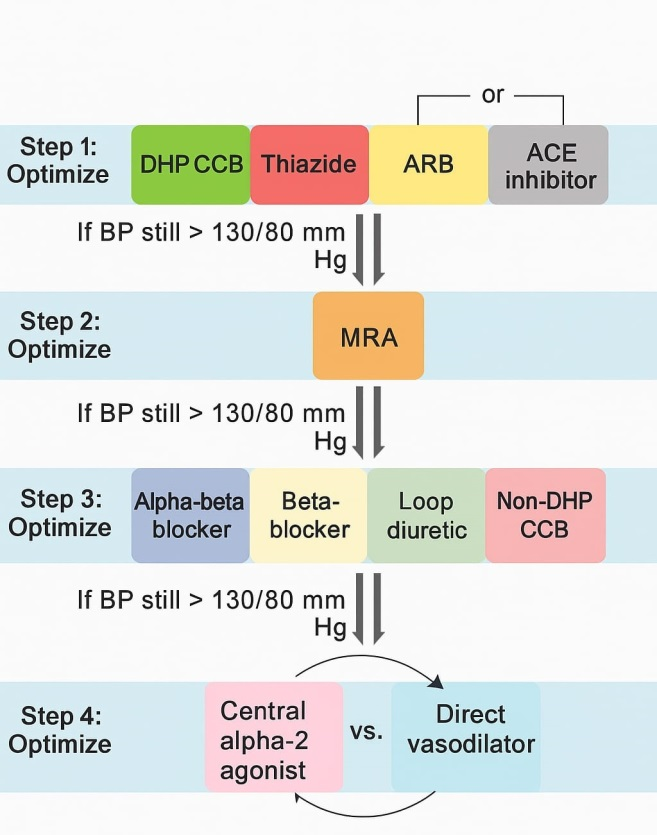 or
Step 1:
Optimize
DHP CCB
Thiazide
ARB
ACE
inhibitor
If BP still > 130/80 mm
Hg
Step 2:
Optimize
MRA
If BP still > 130/80 mm
Hg
Step 3:
Optimize
Alpha-beta
blocker
Beta-
blocker
Loop
diuretic
Non-DHP
CCB
If BP still > 130/80 mm
Hg
Step 4:
Optimize
Central
alpha-2
agonist
vs.
Direct
vasodilator